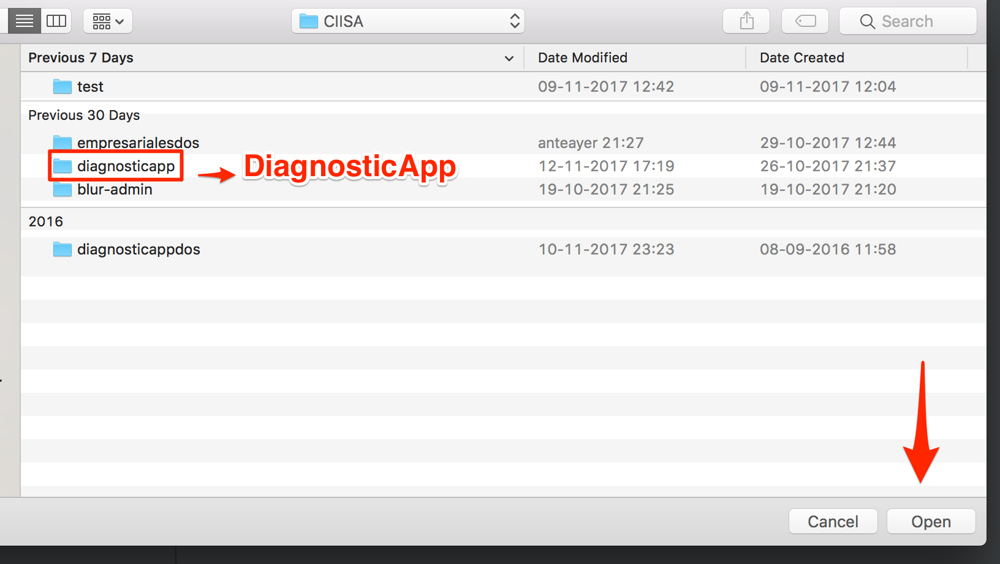 CIISA
Search
Previous 7 Days Date Modified Date Created
test 09-11-2017 12:42 09-11-2017 12:04
Previous 30 Days
empresarialesdos anteayer 21:27 29-10-2017 12:44
diagnosticapp DiagnosticApp 12-11-2017 17:19 26-10-2017 21:37
blur-admin 19-10-2017 21:25 19-10-2017 21:20
2016
diagnosticappdos 10-11-2017 23:23 08-09-2016 11:58
Cancel Open